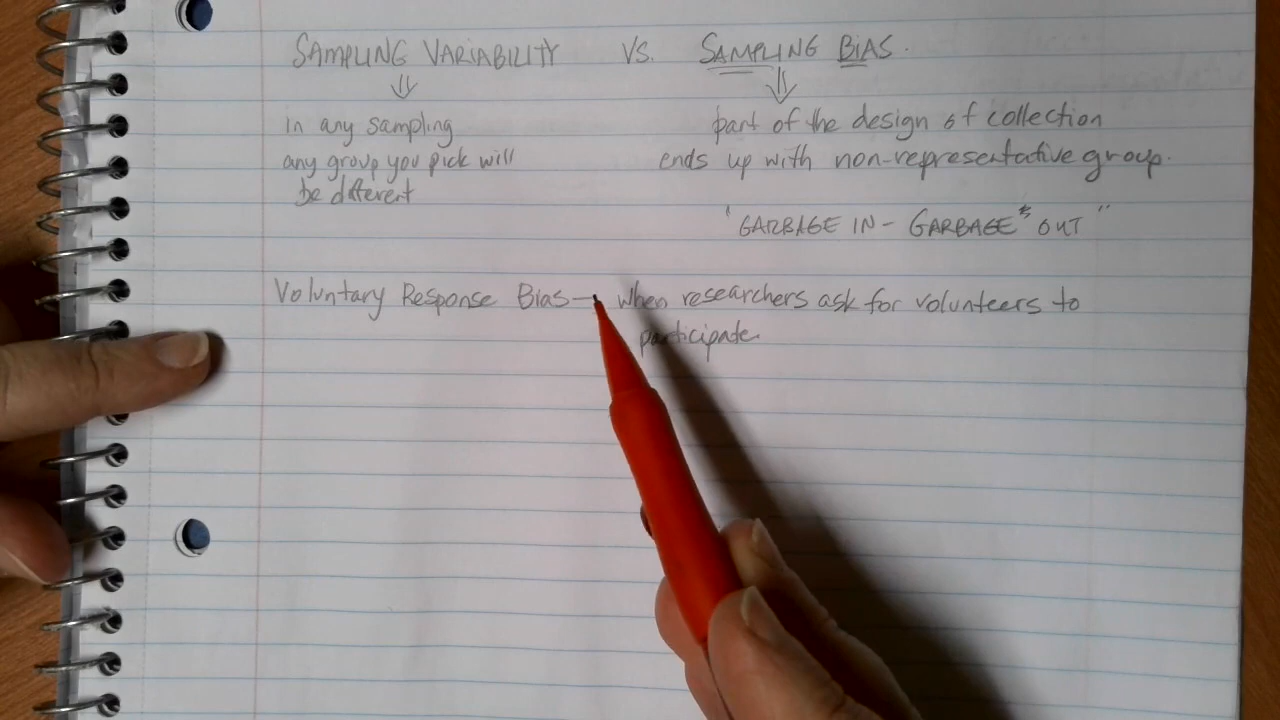 SAMPLING VARIABILITY VS. SAMPLING BIAS.
in any sampling
any group you pick will
be different
part of the design of collection
ends up with non-representative group.
"GARBAGE IN - GARBAGE OUT"
Voluntary Response Bias - when researchers ask for volunteers to
participate.